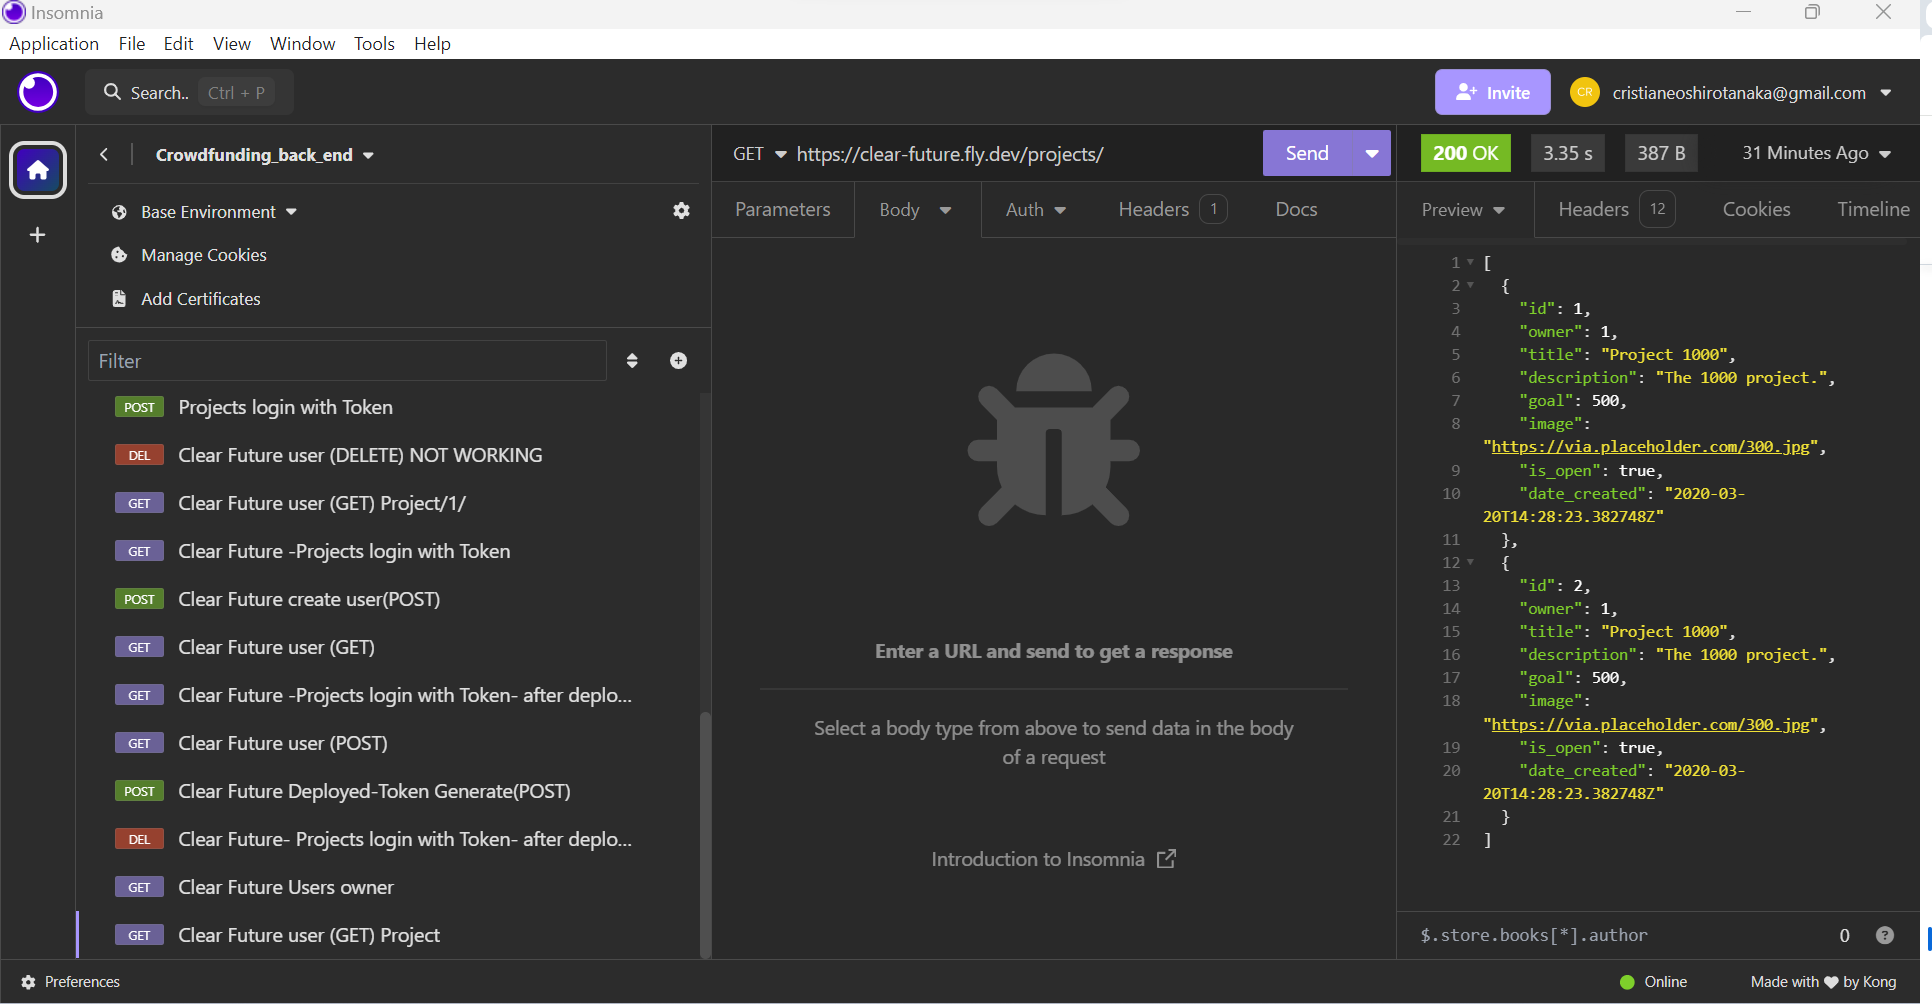 Insomnia
Application File Edit View Window Tools Help
Search.. Ctrl + P
Invite
CR cristianeoshirotanaka@gmail.com
Crowdfunding_back_end
Base Environment
Manage Cookies
Add Certificates
Filter
POST Projects login with Token
DEL Clear Future user (DELETE) NOT WORKING
GET Clear Future user (GET) Project/1/
GET Clear Future -Projects login with Token
POST Clear Future create user(POST)
GET Clear Future user (GET)
GET Clear Future -Projects login with Token- after deplo...
GET Clear Future user (POST)
POST Clear Future Deployed-Token Generate(POST)
DEL Clear Future- Projects login with Token- after deplo...
GET Clear Future Users owner
GET Clear Future user (GET) Project
GET https://clear-future.fly.dev/projects/ Send
Parameters Body Auth Headers 1 Docs
Enter a URL and send to get a response
Select a body type from above to send data in the body
of a request
Introduction to Insomnia
200 OK 3.35 s 387 B 31 Minutes Ago
Preview Headers 12 Cookies Timeline
1 [
2 {
3 "id": 1,
4 "owner": 1,
5 "title": "Project 1000",
6 "description": "The 1000 project.",
7 "goal": 500,
8 "image":
"https://via.placeholder.com/300.jpg",
9 "is_open": true,
10 "date_created": "2020-03-
20T14:28:23.382748Z"
11 },
12 {
13 "id": 2,
14 "owner": 1,
15 "title": "Project 1000",
16 "description": "The 1000 project.",
17 "goal": 500,
18 "image":
"https://via.placeholder.com/300.jpg",
19 "is_open": true,
20 "date_created": "2020-03-
20T14:28:23.382748Z"
21 }
22 ]
$.store.books[*].author 0 ?
Preferences
Online
Made with ♥ by Kong